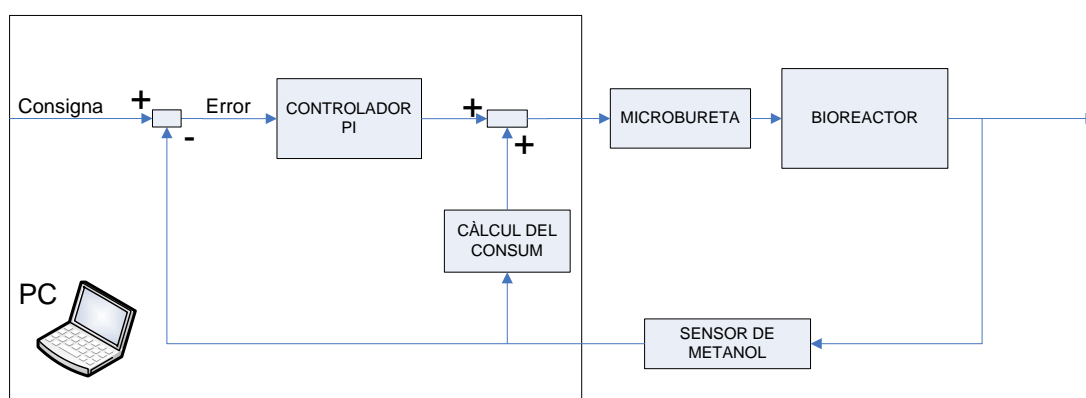 Consigna
+
-
Error
CONTROLADOR
PI
+
+
MICROBURETA
BIOREACTOR
CÀLCUL DEL
CONSUM
PC
SENSOR DE
METANOL